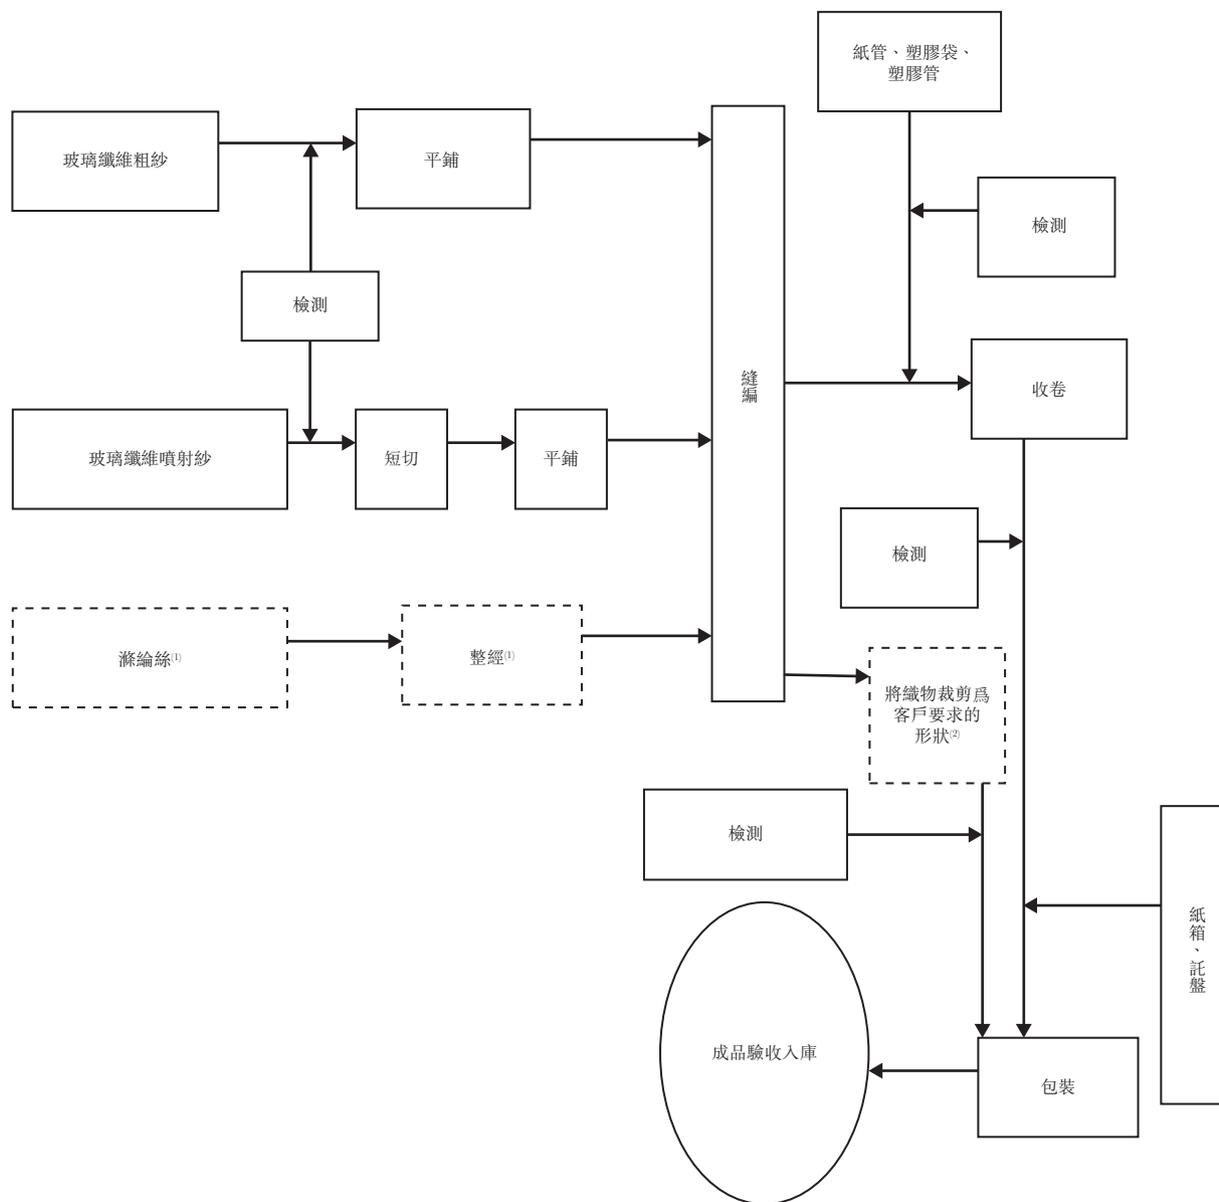 紙管、塑膠袋、
塑膠管
玻璃纖維粗紗
平鋪
檢測
檢測
收卷
縫編
玻璃纖維噴射紗
短切
平鋪
檢測
滌綸絲(1)
整經(1)
將織物裁剪爲
客戶要求的
形狀(2)
檢測
紙箱、託盤
成品驗收入庫
包裝